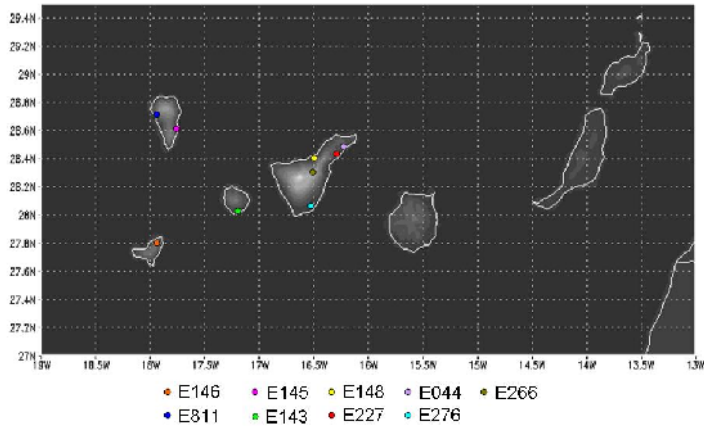 29.4N
29.2N
29N
28.8N
28.6N
28.4N
28.2N
28N
27.8N
27.6N
27.4N
27.2N
27N
19W 18.5W 18W 17.5W 17W 16.5W 16W 15.5W 15W 14.5W 14W 13.5W 13W
E146 E145 E148 E044 E266
E811 E143 E227 E276